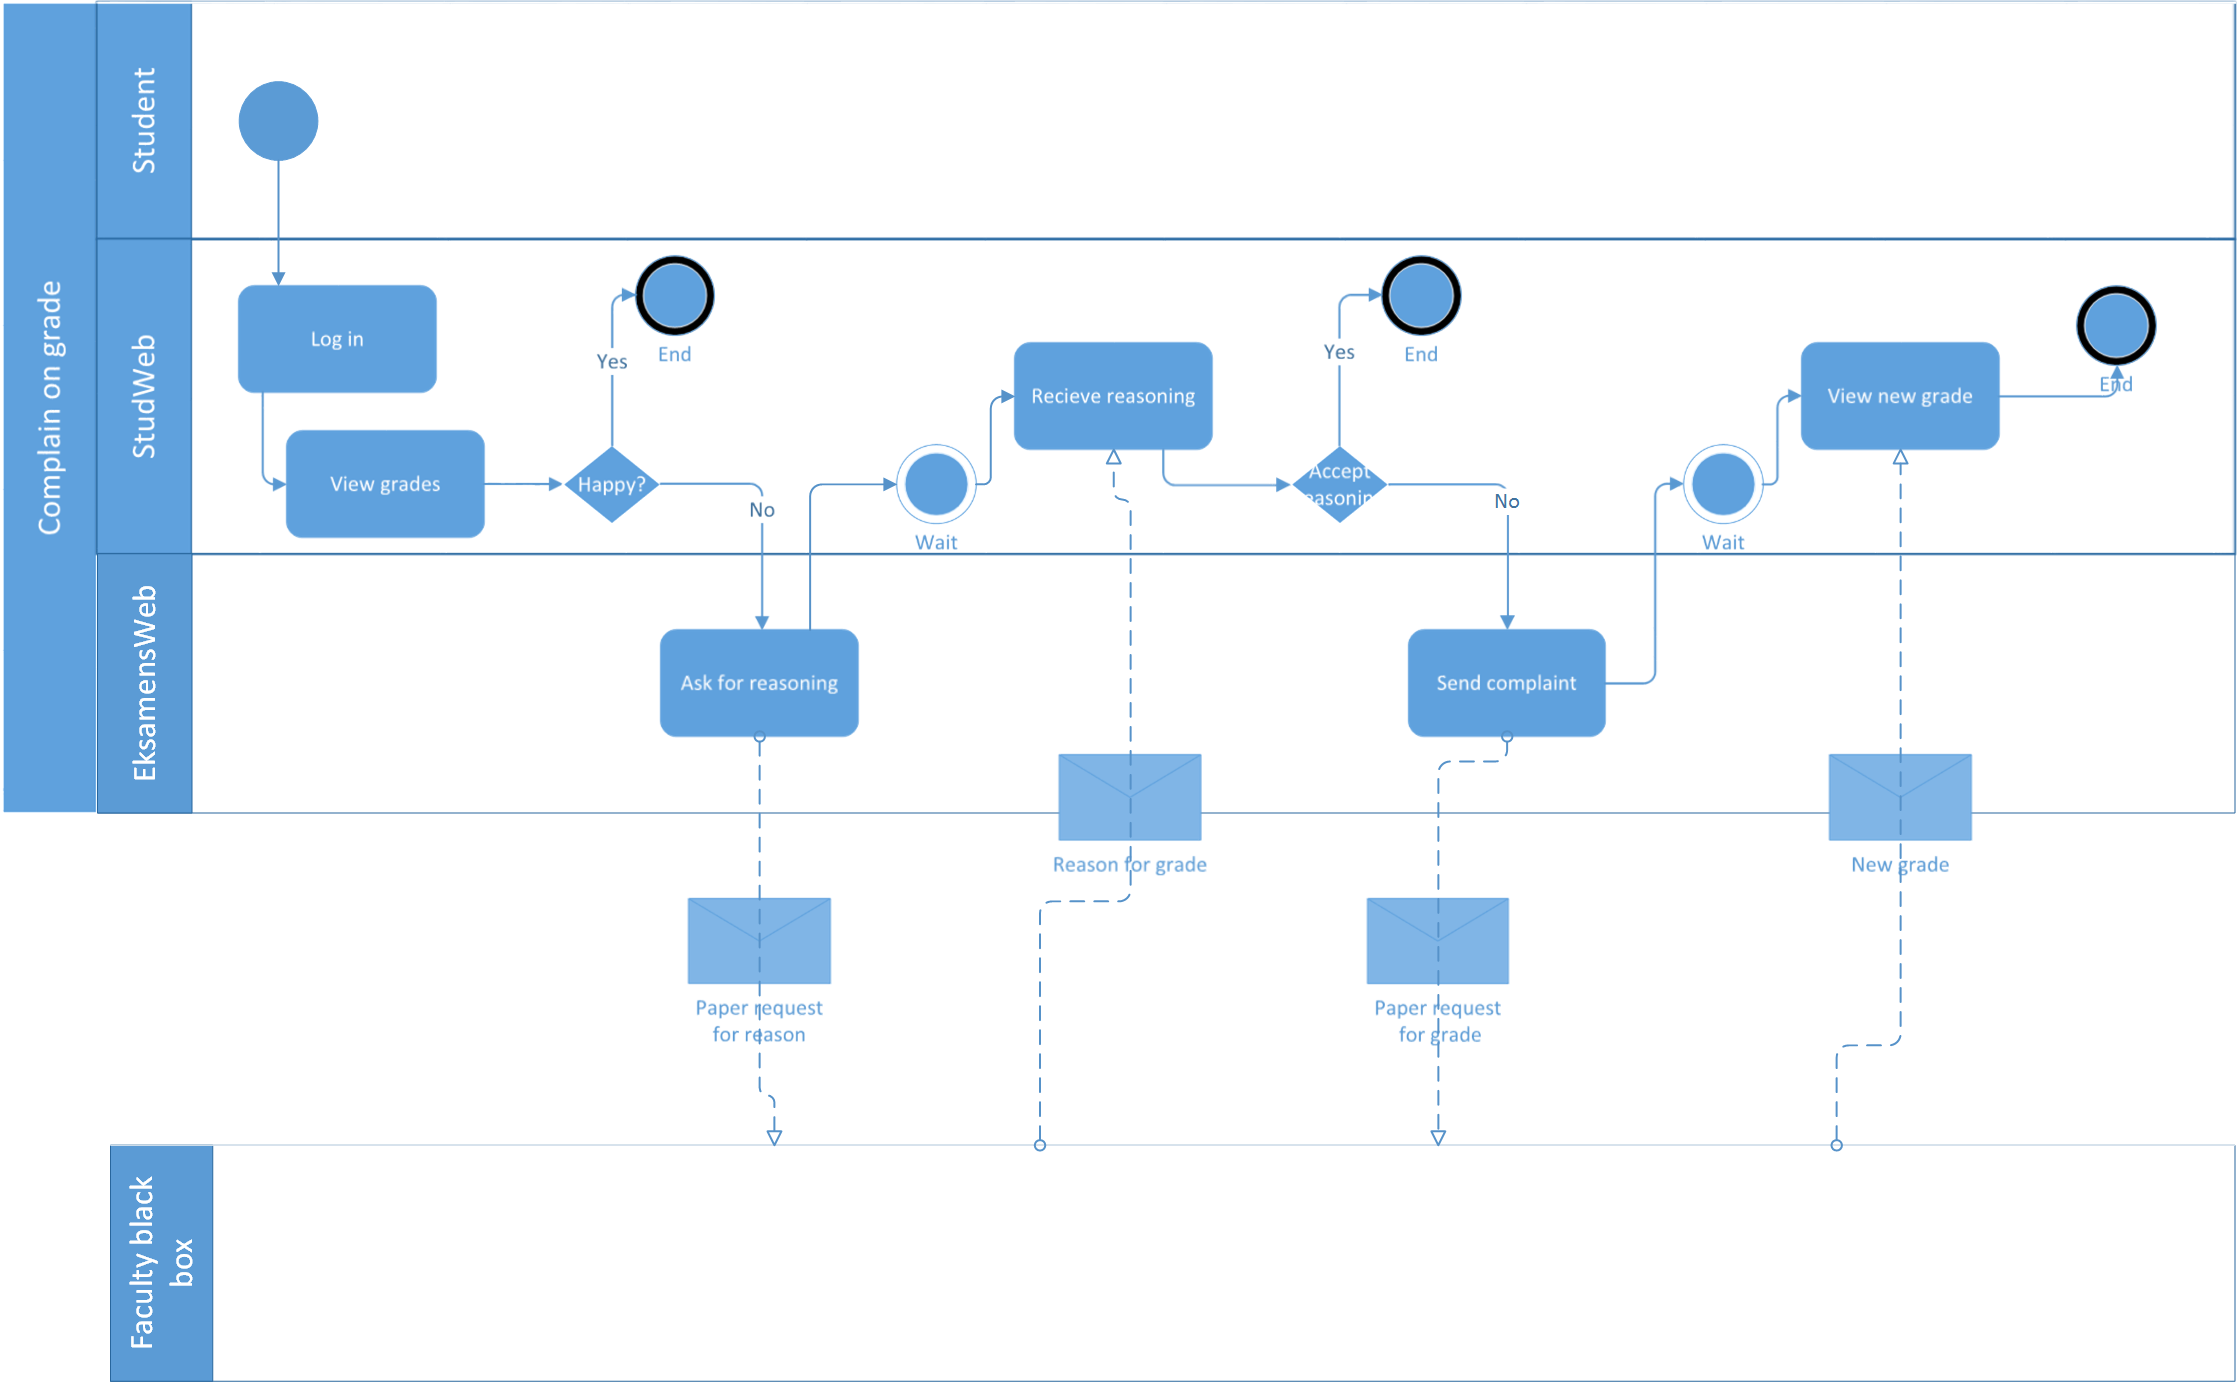 Complain on grade
Student
StudWeb
EksamensWeb
Log in
View grades
Happy?
Yes
End
No
Wait
Recieve reasoning
Accept
easonin
Yes
End
No
Wait
View new grade
End
Ask for reasoning
Send complaint
Reason for grade
New grade
Paper request
for reason
Paper request
for grade
Faculty black
box